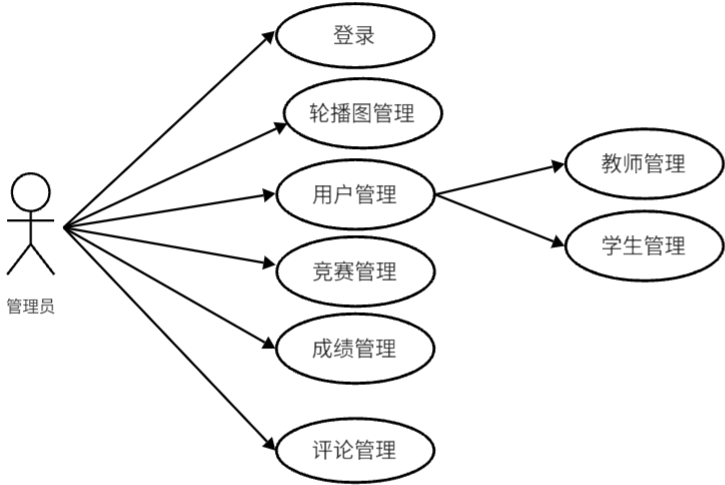 登录
轮播图管理
用户管理
教师管理
学生管理
竞赛管理
成绩管理
评论管理
管理员